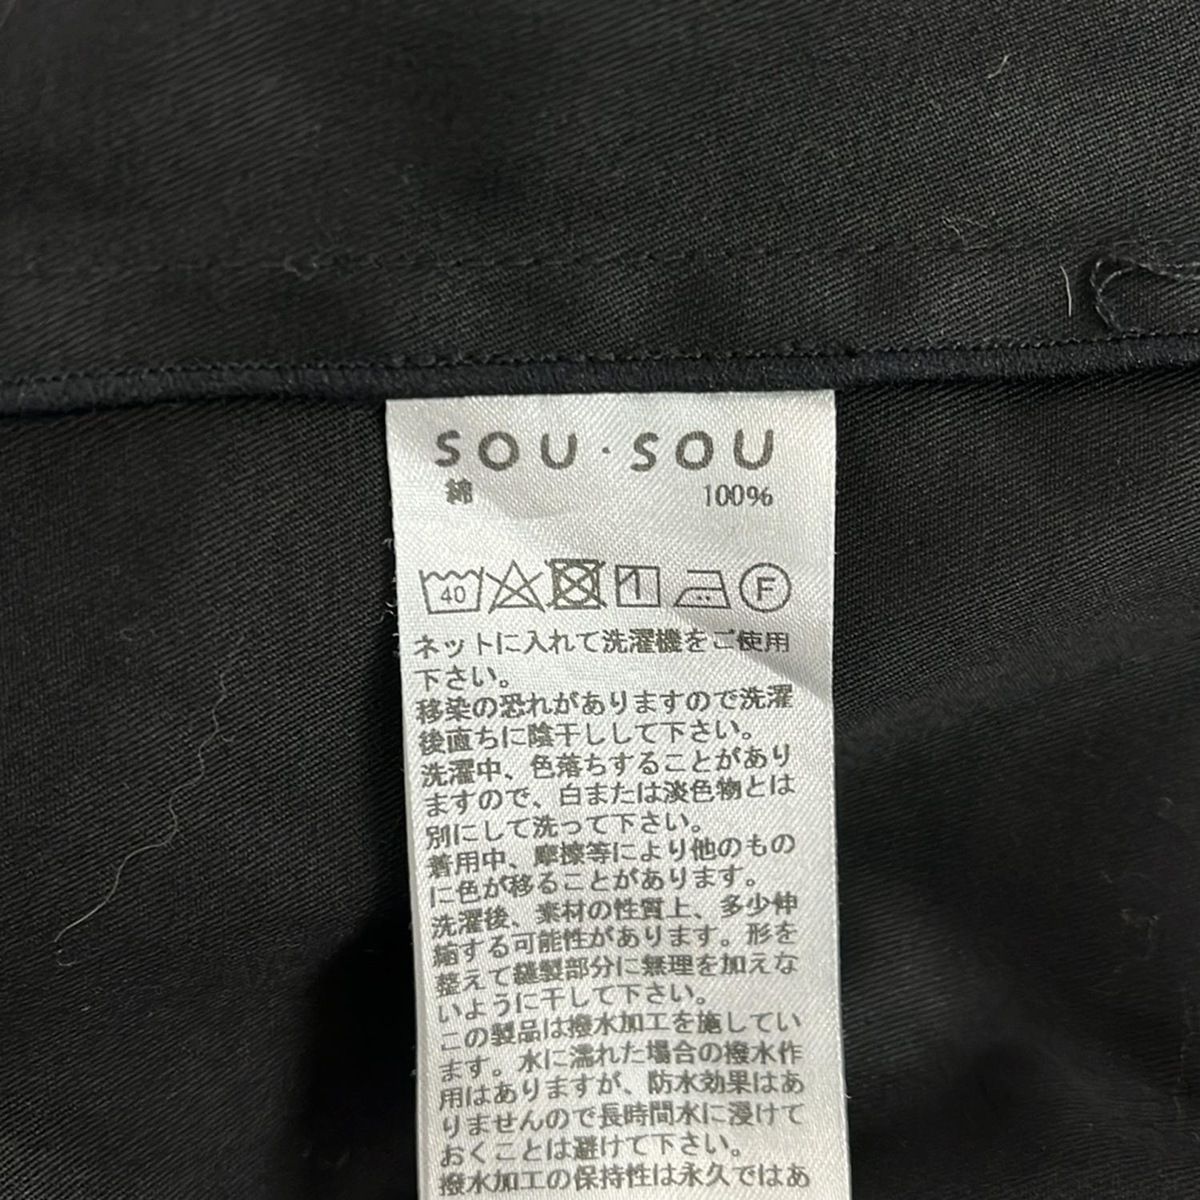 SOU・SOU
綿 100%
40 F
ネットに入れて洗濯機をご使用
下さい。
移染の恐れがありますので洗濯
後直ちに陰干しして下さい。
洗濯中、色落ちすることがあり
ますので、白または淡色物とは
別にして洗って下さい。
着用中、摩擦等により他のもの
に色が移ることがあります。
洗濯後、素材の性質上、多少伸
縮する可能性があります。形を
整えて縫製部分に無理を加えな
いように干して下さい。
この製品は撥水加工を施してい
ます。水に濡れた場合の撥水作
用はありますが、防水効果はあ
りませんので長時間水に浸けて
おくことは避けて下さい。
撥水加工の保持性は永久ではあ